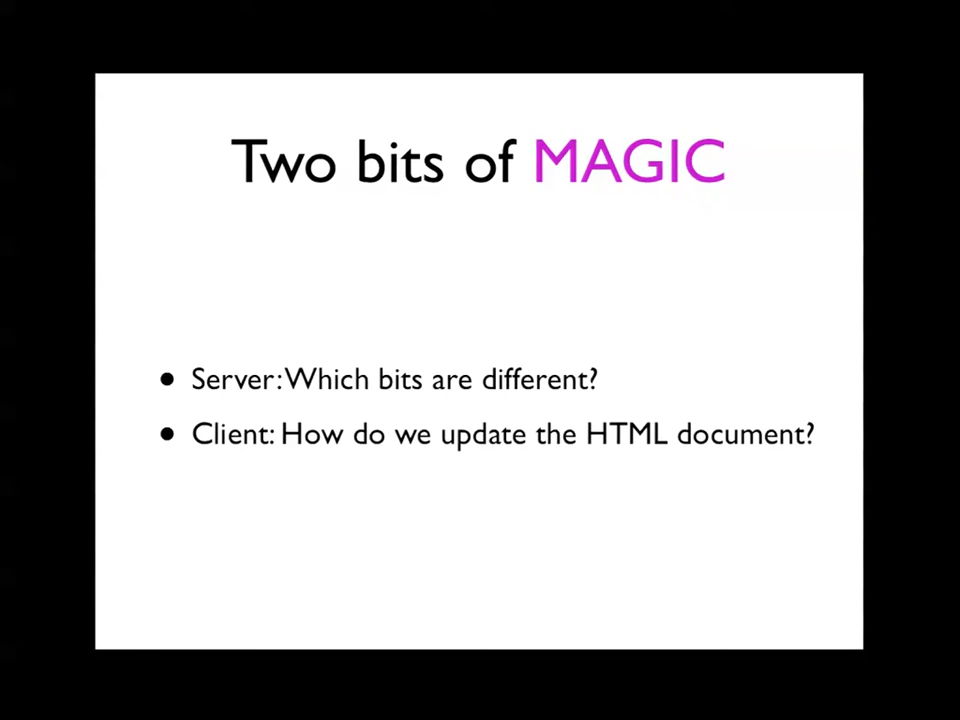 Two bits of MAGIC
• Server: Which bits are different?
• Client: How do we update the HTML document?